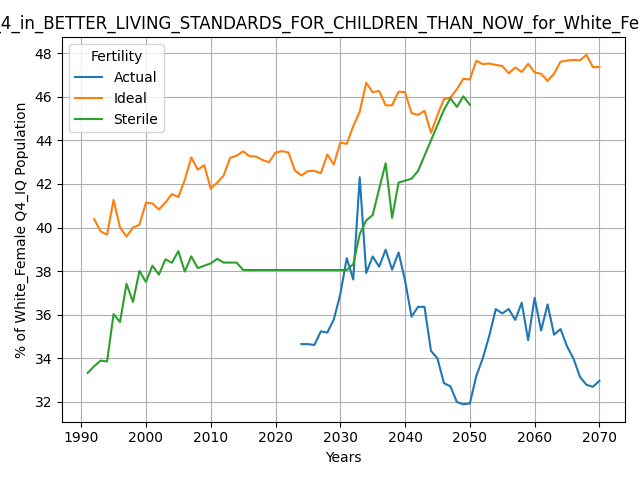 _4_in_BETTER_LIVING_STANDARDS_FOR_CHILDREN_THAN_NOW_for_White_Fe
Fertility
Actual
Ideal
Sterile
% of White_Female Q4_IQ Population
48
46
44
42
40
38
36
34
32
1990 2000 2010 2020 2030 2040 2050 2060 2070
Years